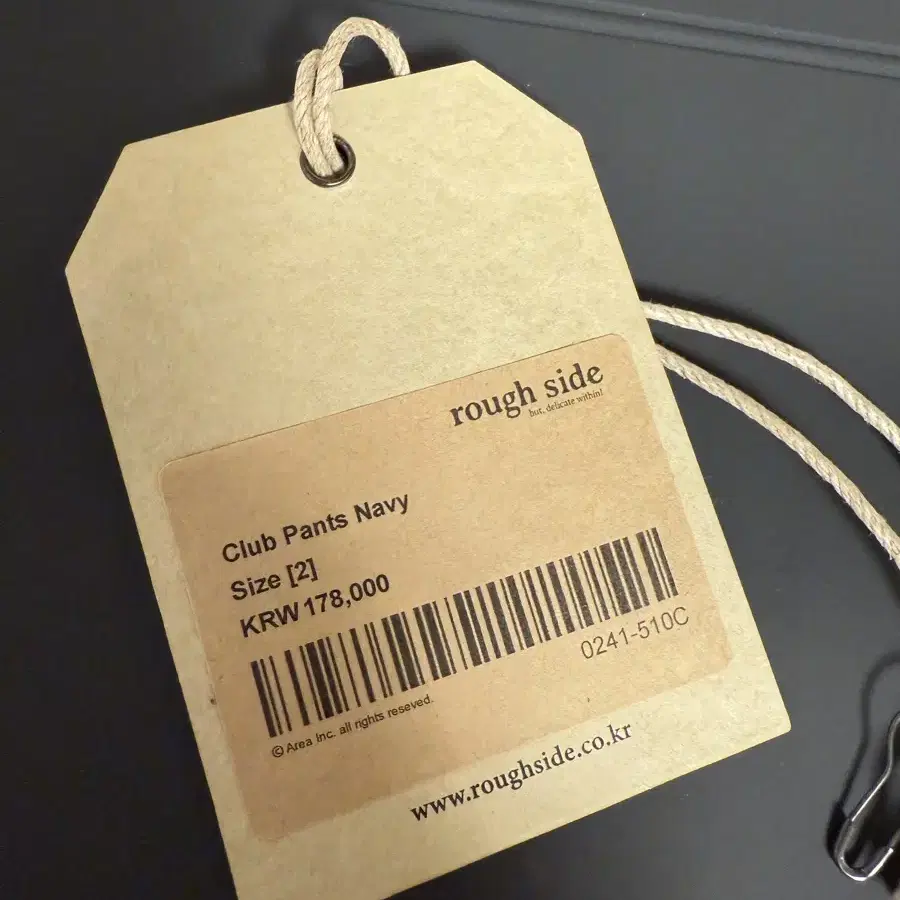 rough side
but, delicate within!
Club Pants Navy
Size [2]
KRW 178,000
0241-510C
© Area Inc. all rights reseved.
www.roughside.co.kr